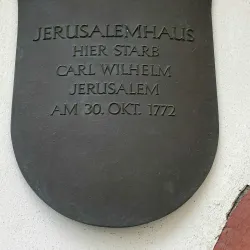 JERUSALEMHAUS
HIER STARB
CARL WILHELM
JERUSALEM
AM 30. OKT. 1772